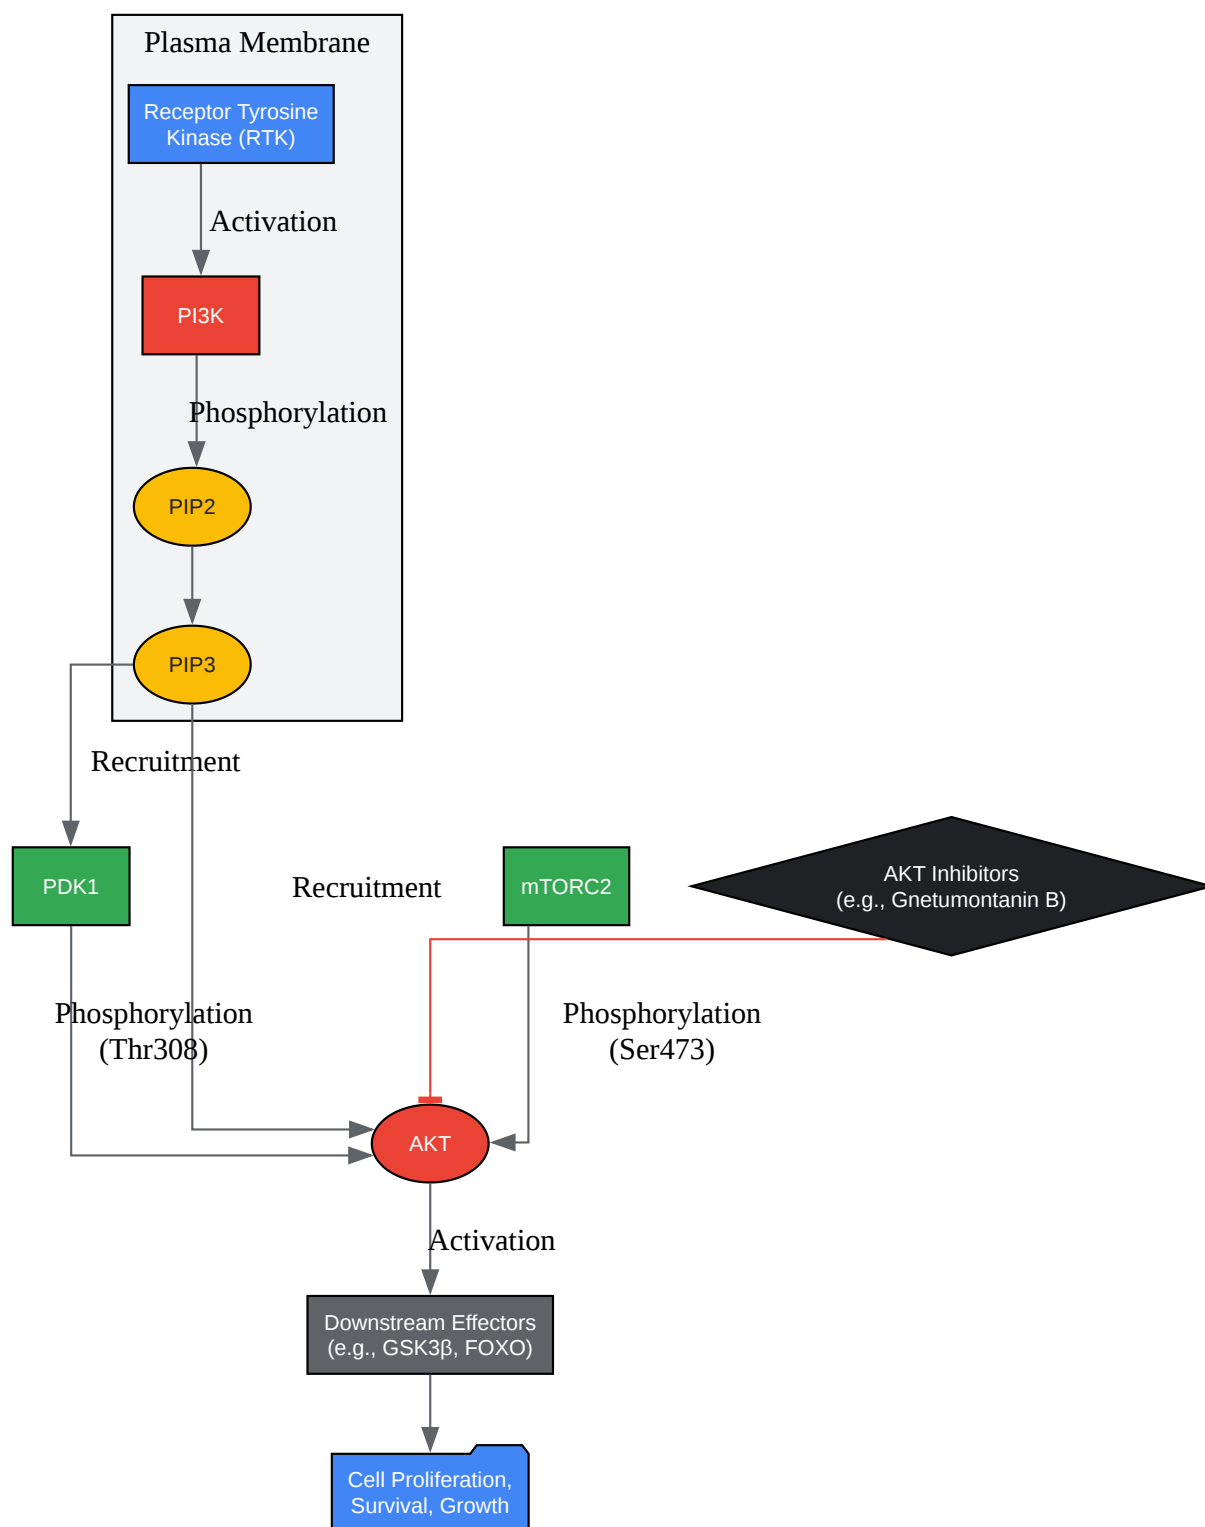 Plasma Membrane
Receptor Tyrosine
Kinase (RTK)
Activation
PI3K
Phosphorylation
PIP2
PIP3
Recruitment
PDK1
Recruitment
mTORC2
AKT Inhibitors
(e.g., Gnetumontanin B)
Phosphorylation
(Thr308)
Phosphorylation
(Ser473)
AKT
Activation
Downstream Effectors
(e.g., GSK3β, FOXO)
Cell Proliferation,
Survival, Growth